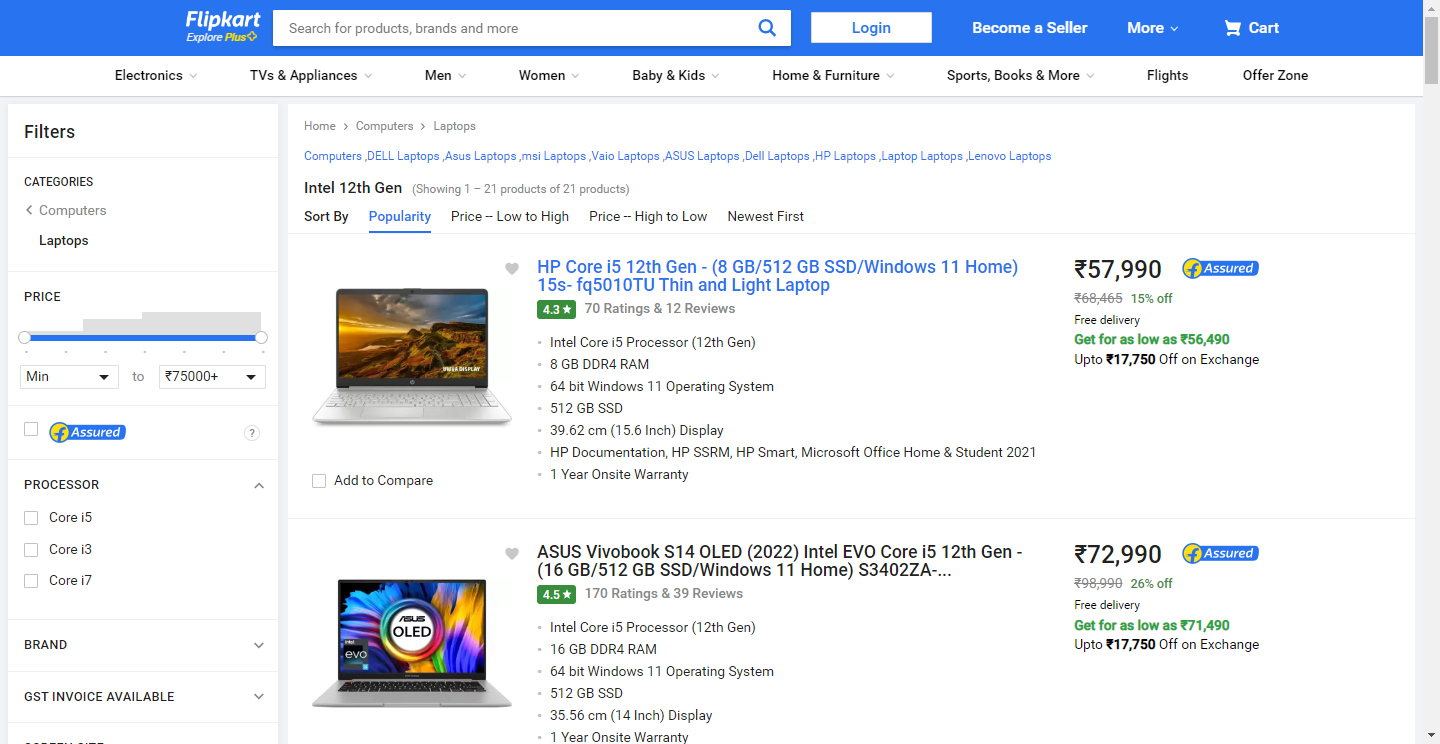 Flipkart
Explore Plus
Search for products, brands and more
Login
Become a Seller
More
Cart
Electronics
TVs & Appliances
Men
Women
Baby & Kids
Home & Furniture
Sports, Books & More
Flights
Offer Zone
Filters
CATEGORIES
Computers
Laptops
PRICE
Min
to
₹75000+
Assured
?
PROCESSOR
Core i5
Core i3
Core i7
BRAND
GST INVOICE AVAILABLE
Home > Computers > Laptops
Computers ,DELL Laptops ,Asus Laptops ,msi Laptops ,Vaio Laptops ,ASUS Laptops ,Dell Laptops ,HP Laptops ,Laptop Laptops ,Lenovo Laptops
Intel 12th Gen (Showing 1 – 21 products of 21 products)
Sort By Popularity Price -- Low to High Price -- High to Low Newest First
HP Core i5 12th Gen - (8 GB/512 GB SSD/Windows 11 Home)
15s- fq5010TU Thin and Light Laptop
4.3 ★ 70 Ratings & 12 Reviews
Intel Core i5 Processor (12th Gen)
8 GB DDR4 RAM
64 bit Windows 11 Operating System
512 GB SSD
39.62 cm (15.6 Inch) Display
HP Documentation, HP SSRM, HP Smart, Microsoft Office Home & Student 2021
1 Year Onsite Warranty
Add to Compare
₹57,990
Assured
₹68,465 15% off
Free delivery
Get for as low as ₹56,490
Upto ₹17,750 Off on Exchange
ASUS Vivobook S14 OLED (2022) Intel EVO Core i5 12th Gen -
(16 GB/512 GB SSD/Windows 11 Home) S3402ZA-...
4.5 ★ 170 Ratings & 39 Reviews
ASUS
OLED
intel
evo
Intel Core i5 Processor (12th Gen)
16 GB DDR4 RAM
64 bit Windows 11 Operating System
512 GB SSD
35.56 cm (14 Inch) Display
1 Year Onsite Warranty
₹72,990
Assured
₹98,990 26% off
Free delivery
Get for as low as ₹71,490
Upto ₹17,750 Off on Exchange